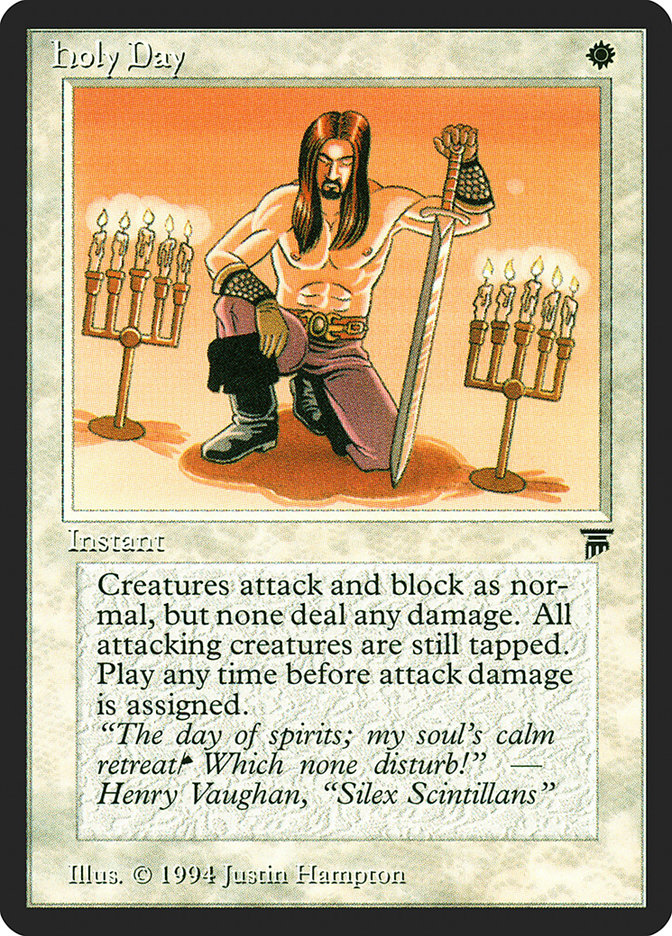 Holy Day
Instant
Creatures attack and block as nor-
mal, but none deal any damage. All
attacking creatures are still tapped.
Play any time before attack damage
is assigned.
“The day of spirits; my soul’s calm
retreat/ Which none disturb!” —
Henry Vaughan, “Silex Scintillans”
Illus. © 1994 Justin Hampton